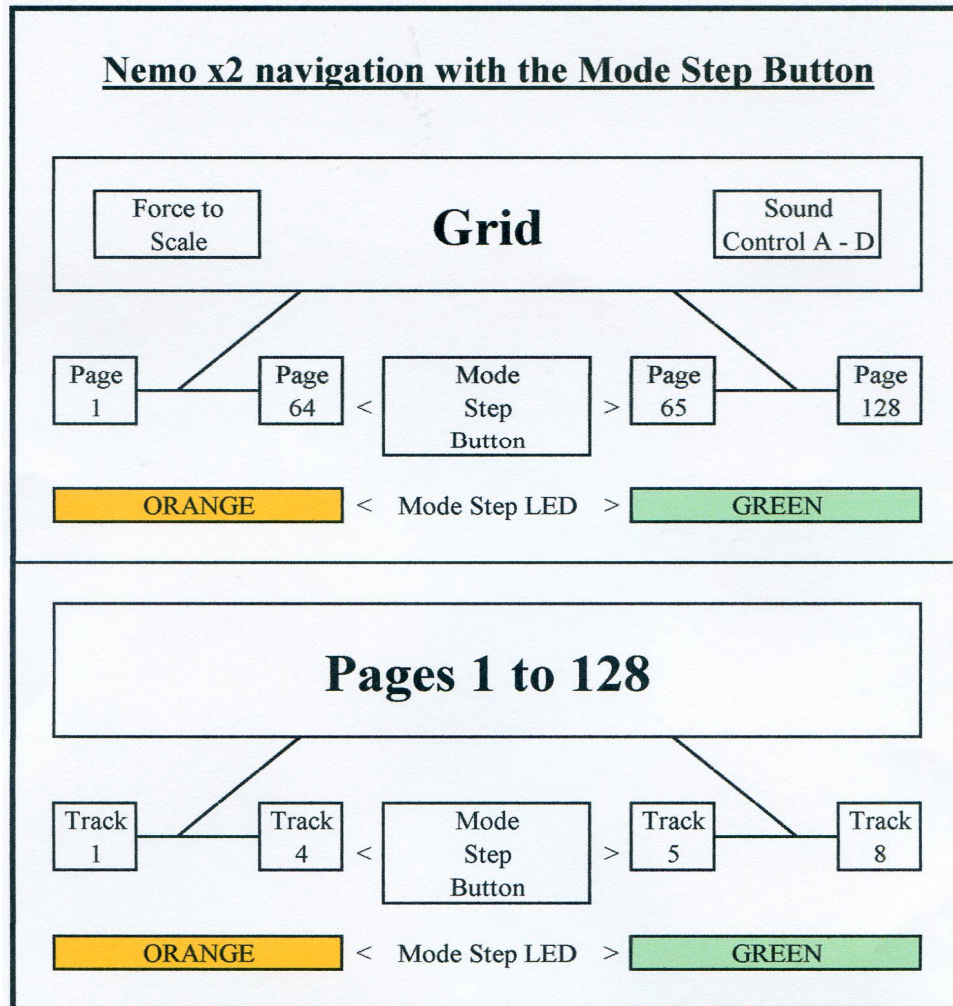 Nemo x2 navigation with the Mode Step Button
Force to
Scale
Grid
Sound
Control A - D
Page
1
Page
64
<
Mode
Step
Button
>
Page
65
Page
128
ORANGE
< Mode Step LED >
GREEN
Pages 1 to 128
Track
1
Track
4
<
Mode
Step
Button
>
Track
5
Track
8
ORANGE
< Mode Step LED >
GREEN